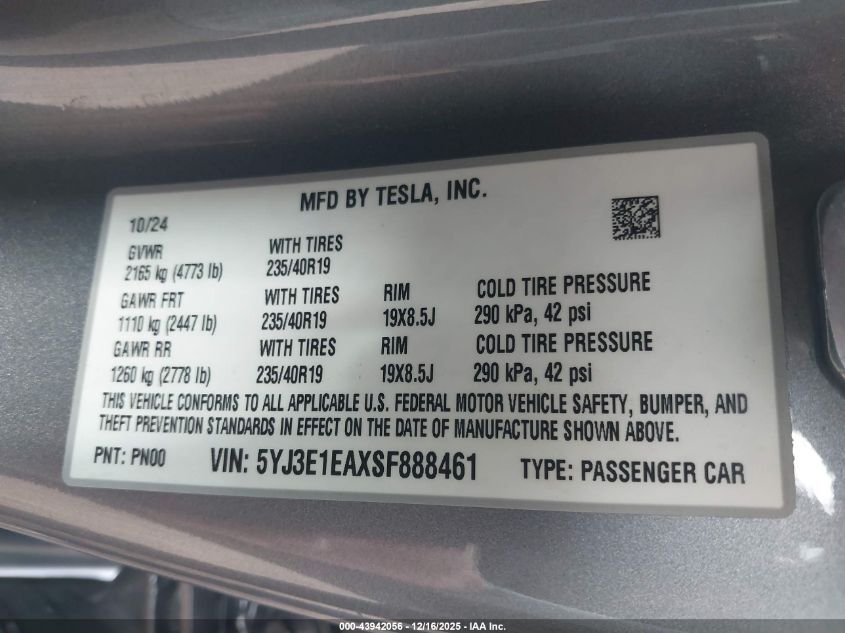 MFD BY TESLA, INC.
10/24
GVWR WITH TIRES
2165 kg (4773 lb) 235/40R19
GAWR FRT WITH TIRES RIM COLD TIRE PRESSURE
1110 kg (2447 lb) 235/40R19 19X8.5J 290 kPa, 42 psi
GAWR RR WITH TIRES RIM COLD TIRE PRESSURE
1260 kg (2778 lb) 235/40R19 19X8.5J 290 kPa, 42 psi
THIS VEHICLE CONFORMS TO ALL APPLICABLE U.S. FEDERAL MOTOR VEHICLE SAFETY, BUMPER, AND
THEFT PREVENTION STANDARDS IN EFFECT ON THE DATE OF MANUFACTURE SHOWN ABOVE.
PNT: PN00 VIN: 5YJ3E1EAXSF888461 TYPE: PASSENGER CAR
000-43942056 - 12/16/2025 - IAA Inc.